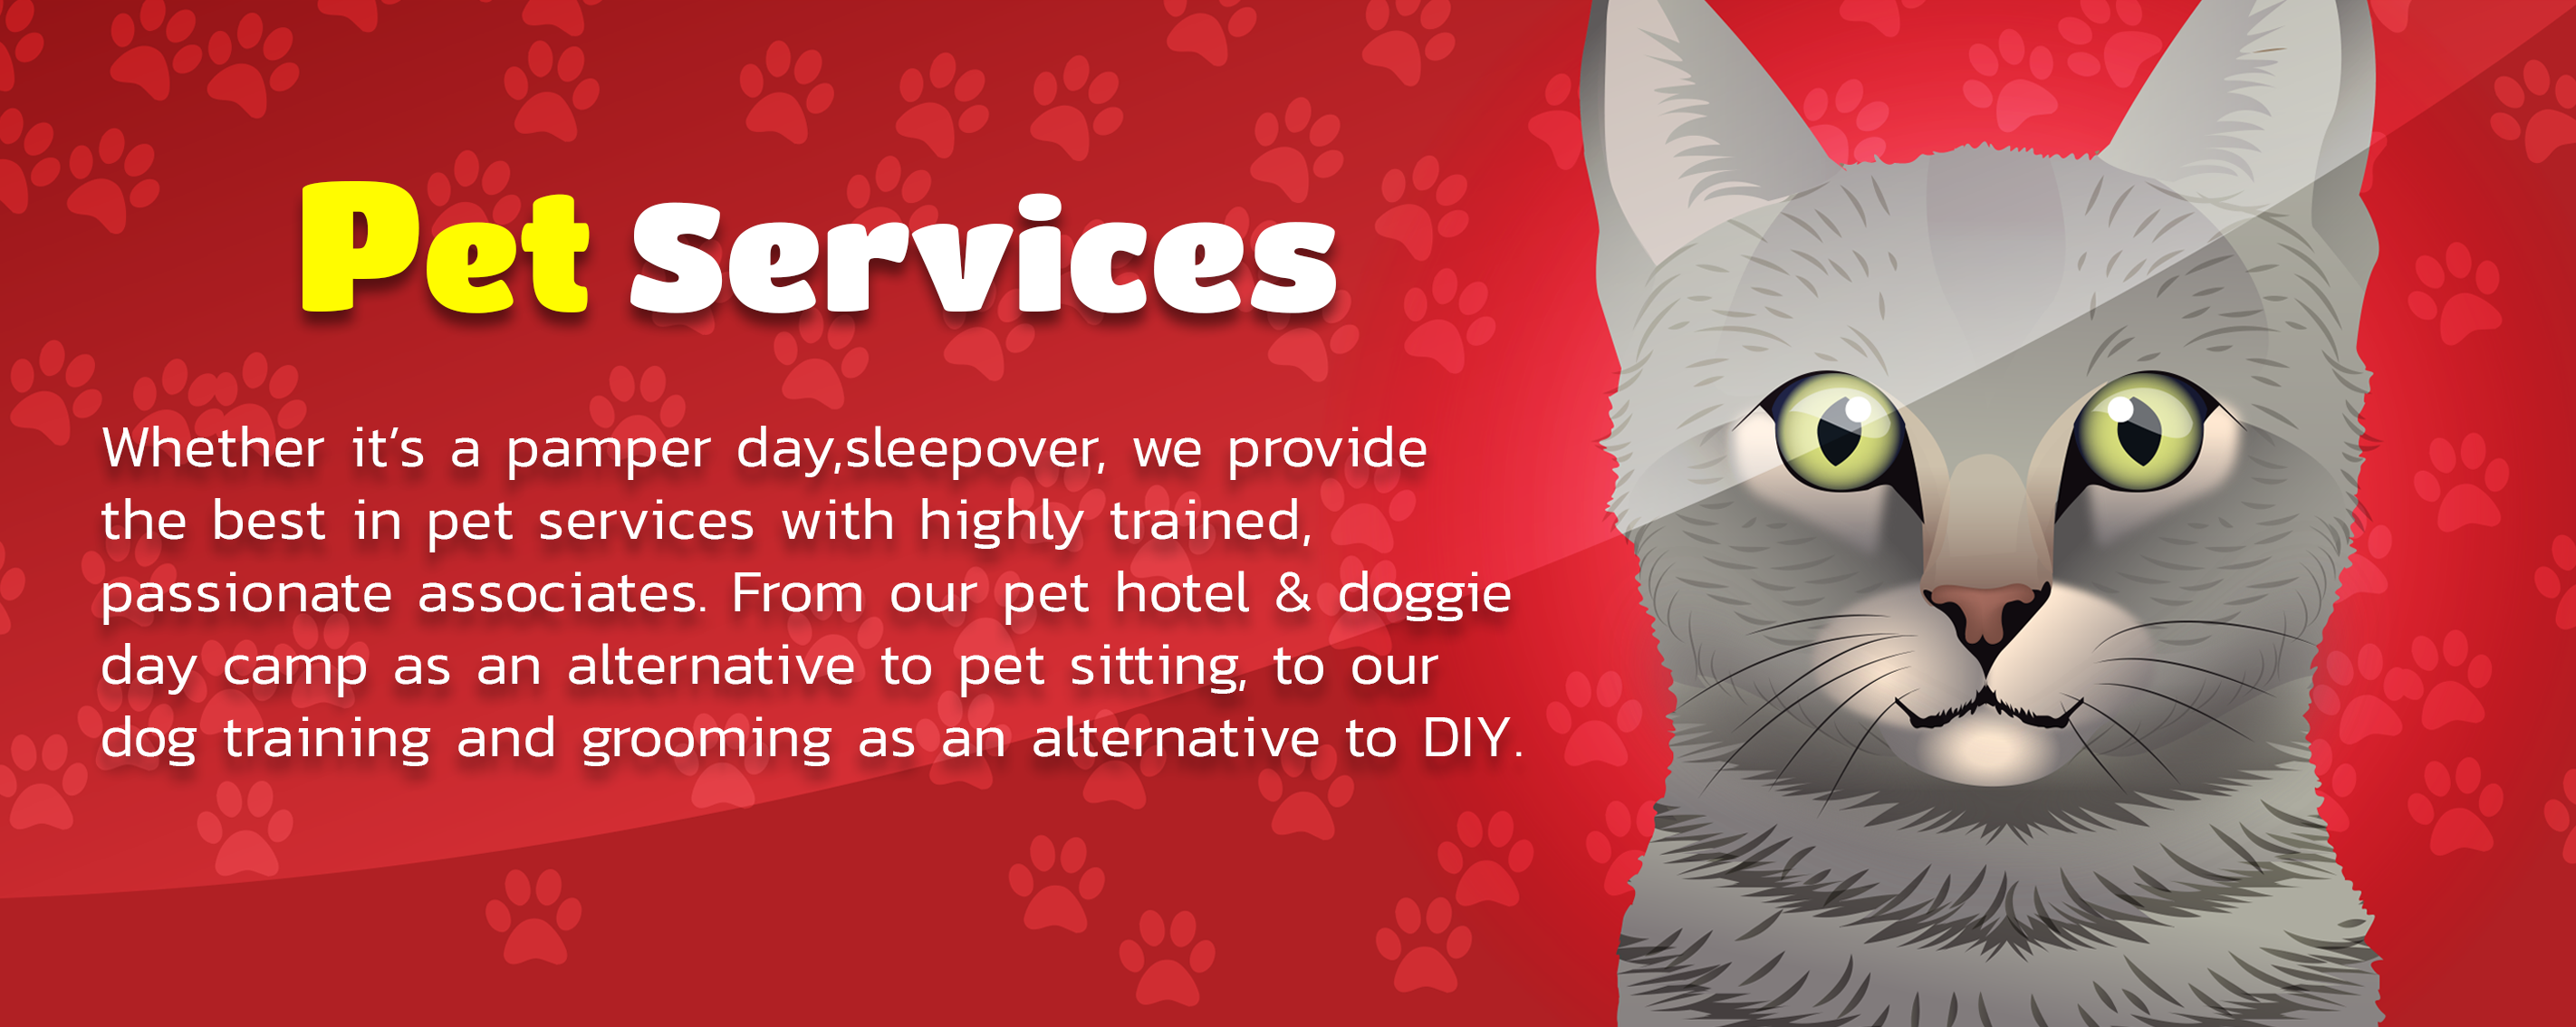 Pet Services
Whether it's a pamper day,sleepover, we provide
the best in pet services with highly trained,
passionate associates. From our pet hotel & doggie
day camp as an alternative to pet sitting, to our
dog training and grooming as an alternative to DIY.